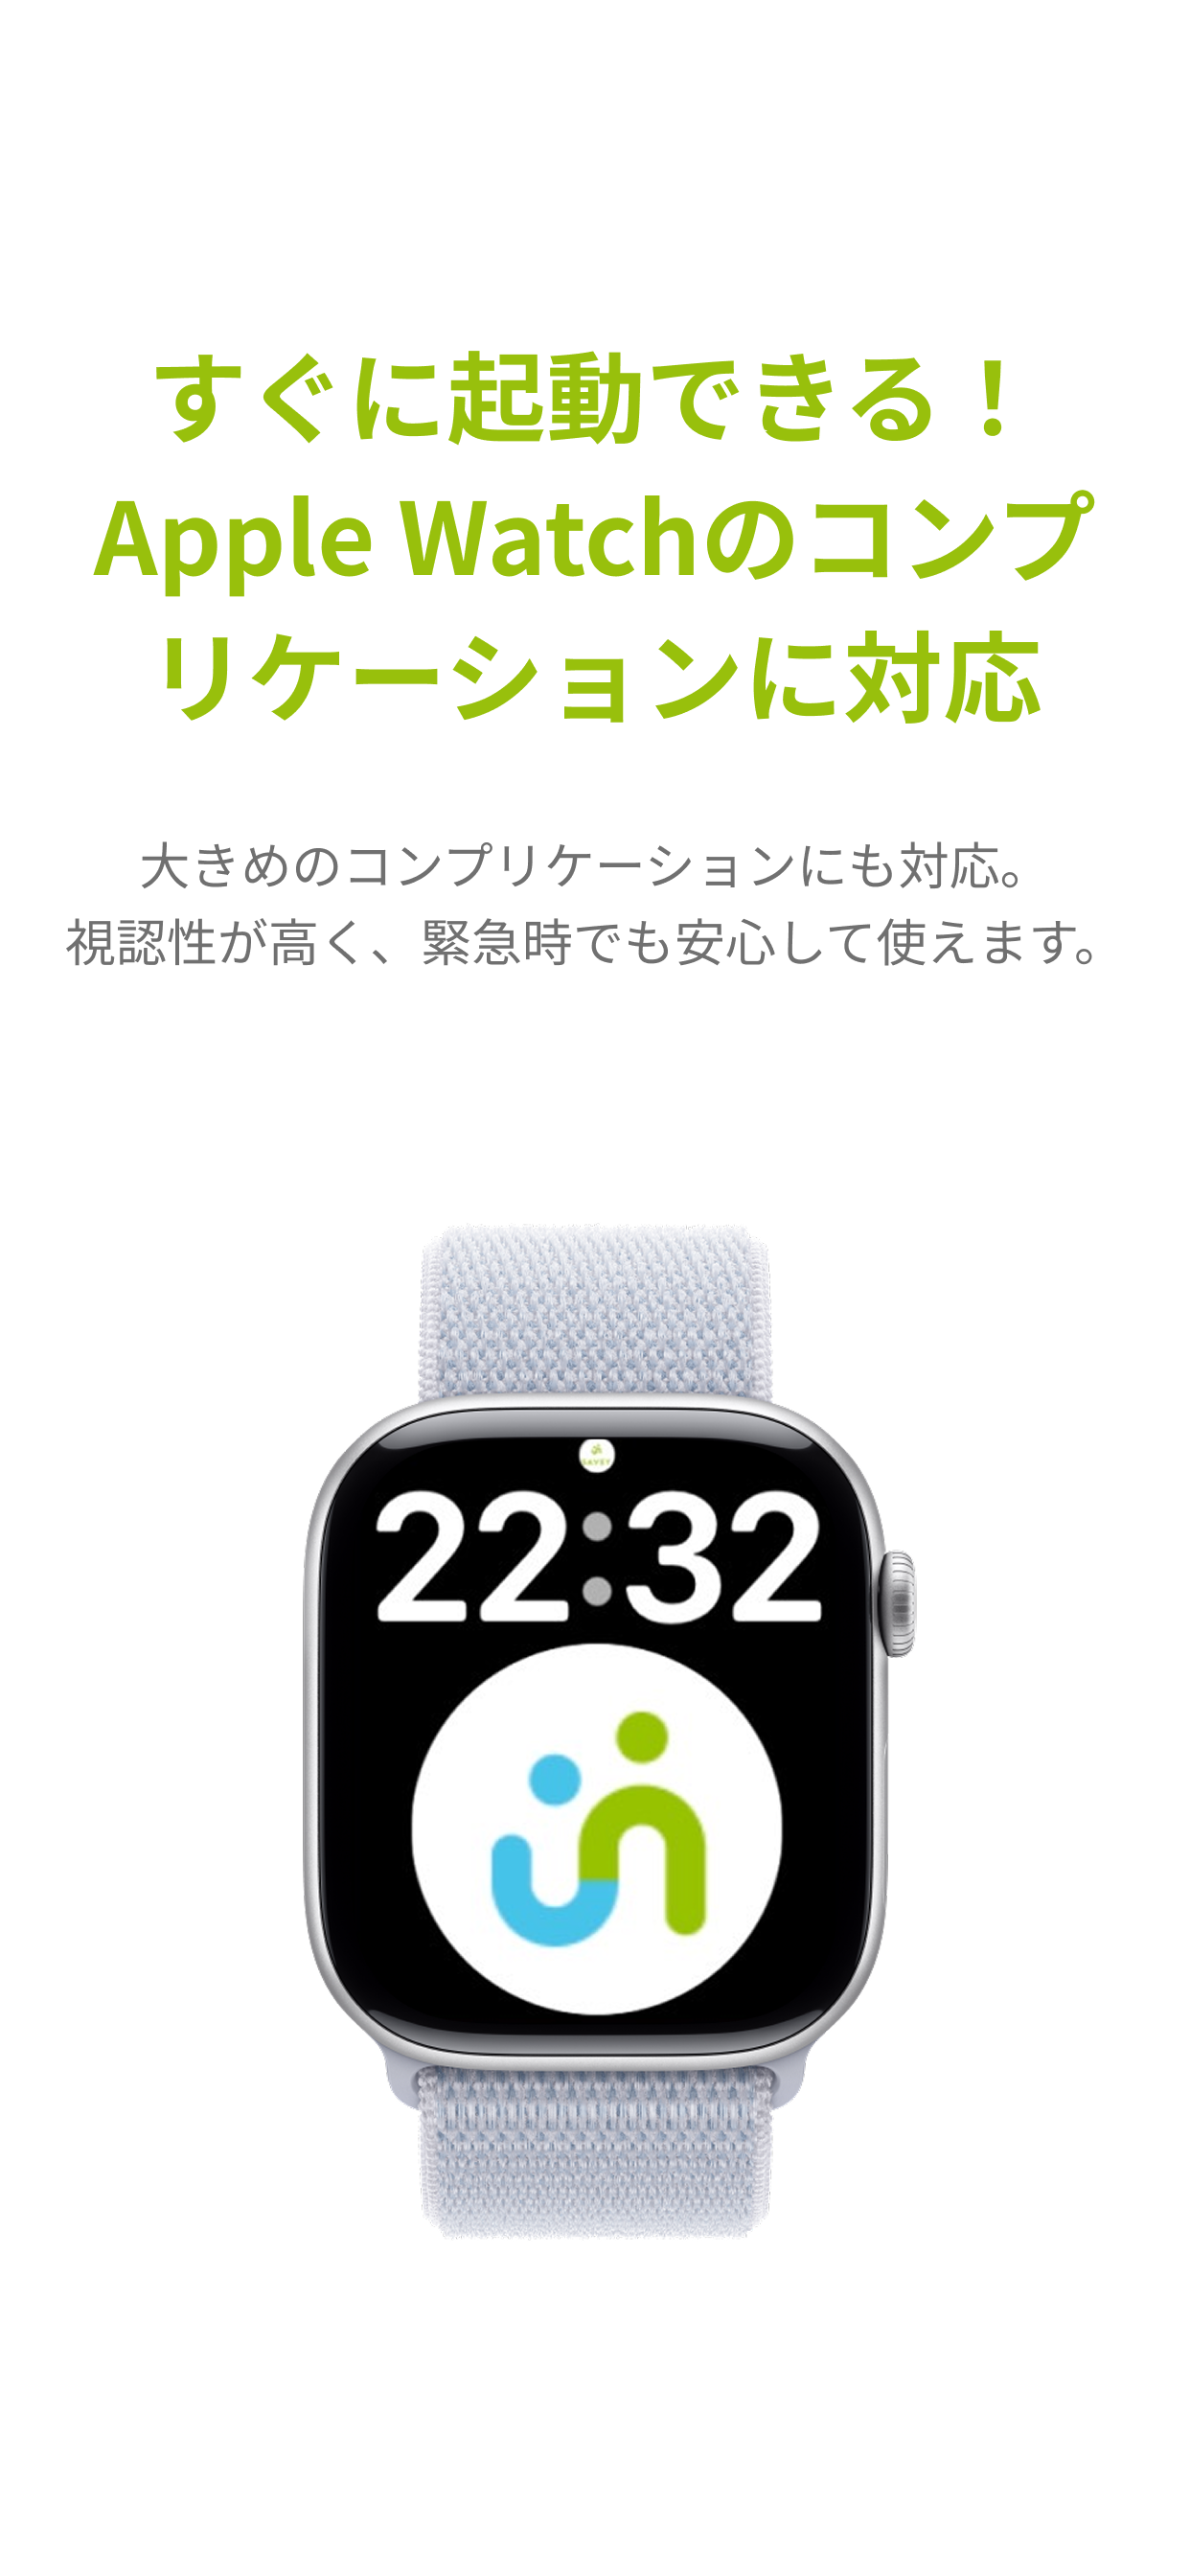 すぐに起動できる！
Apple Watchのコンプ
リケーションに対応
大きめのコンプリケーションにも対応。
視認性が高く、緊急時でも安心して使えます。
22:32